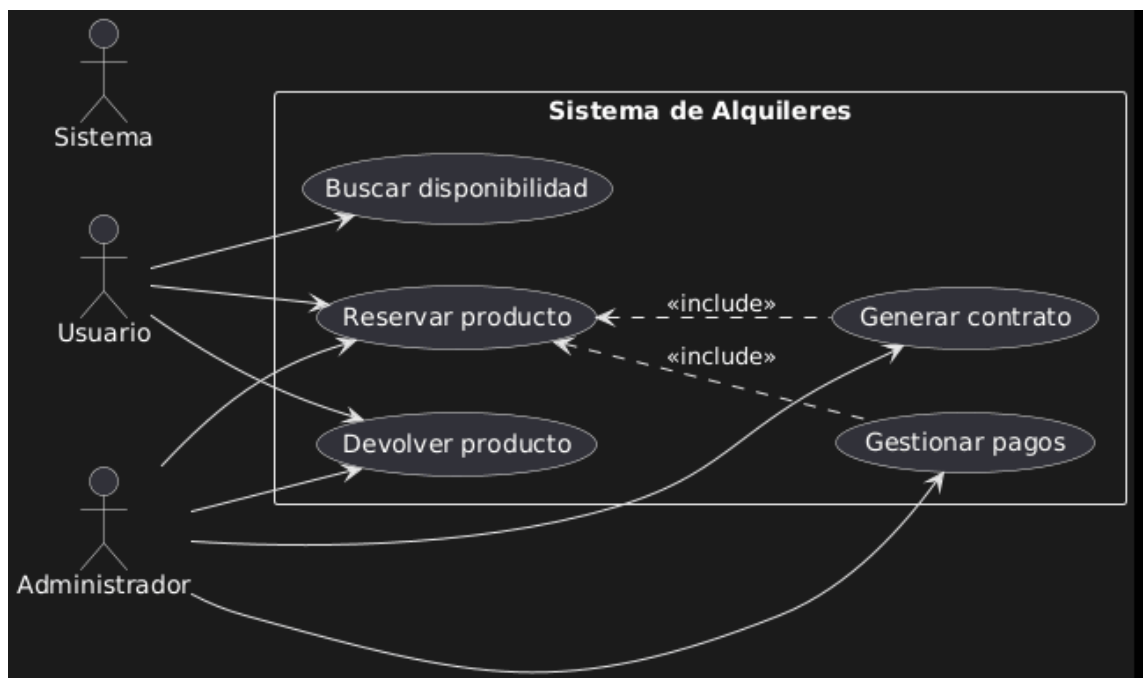 Sistema
Sistema de Alquileres
Buscar disponibilidad
Usuario
Reservar producto
«include»
Generar contrato
«include»
Devolver producto
Gestionar pagos
Administrador